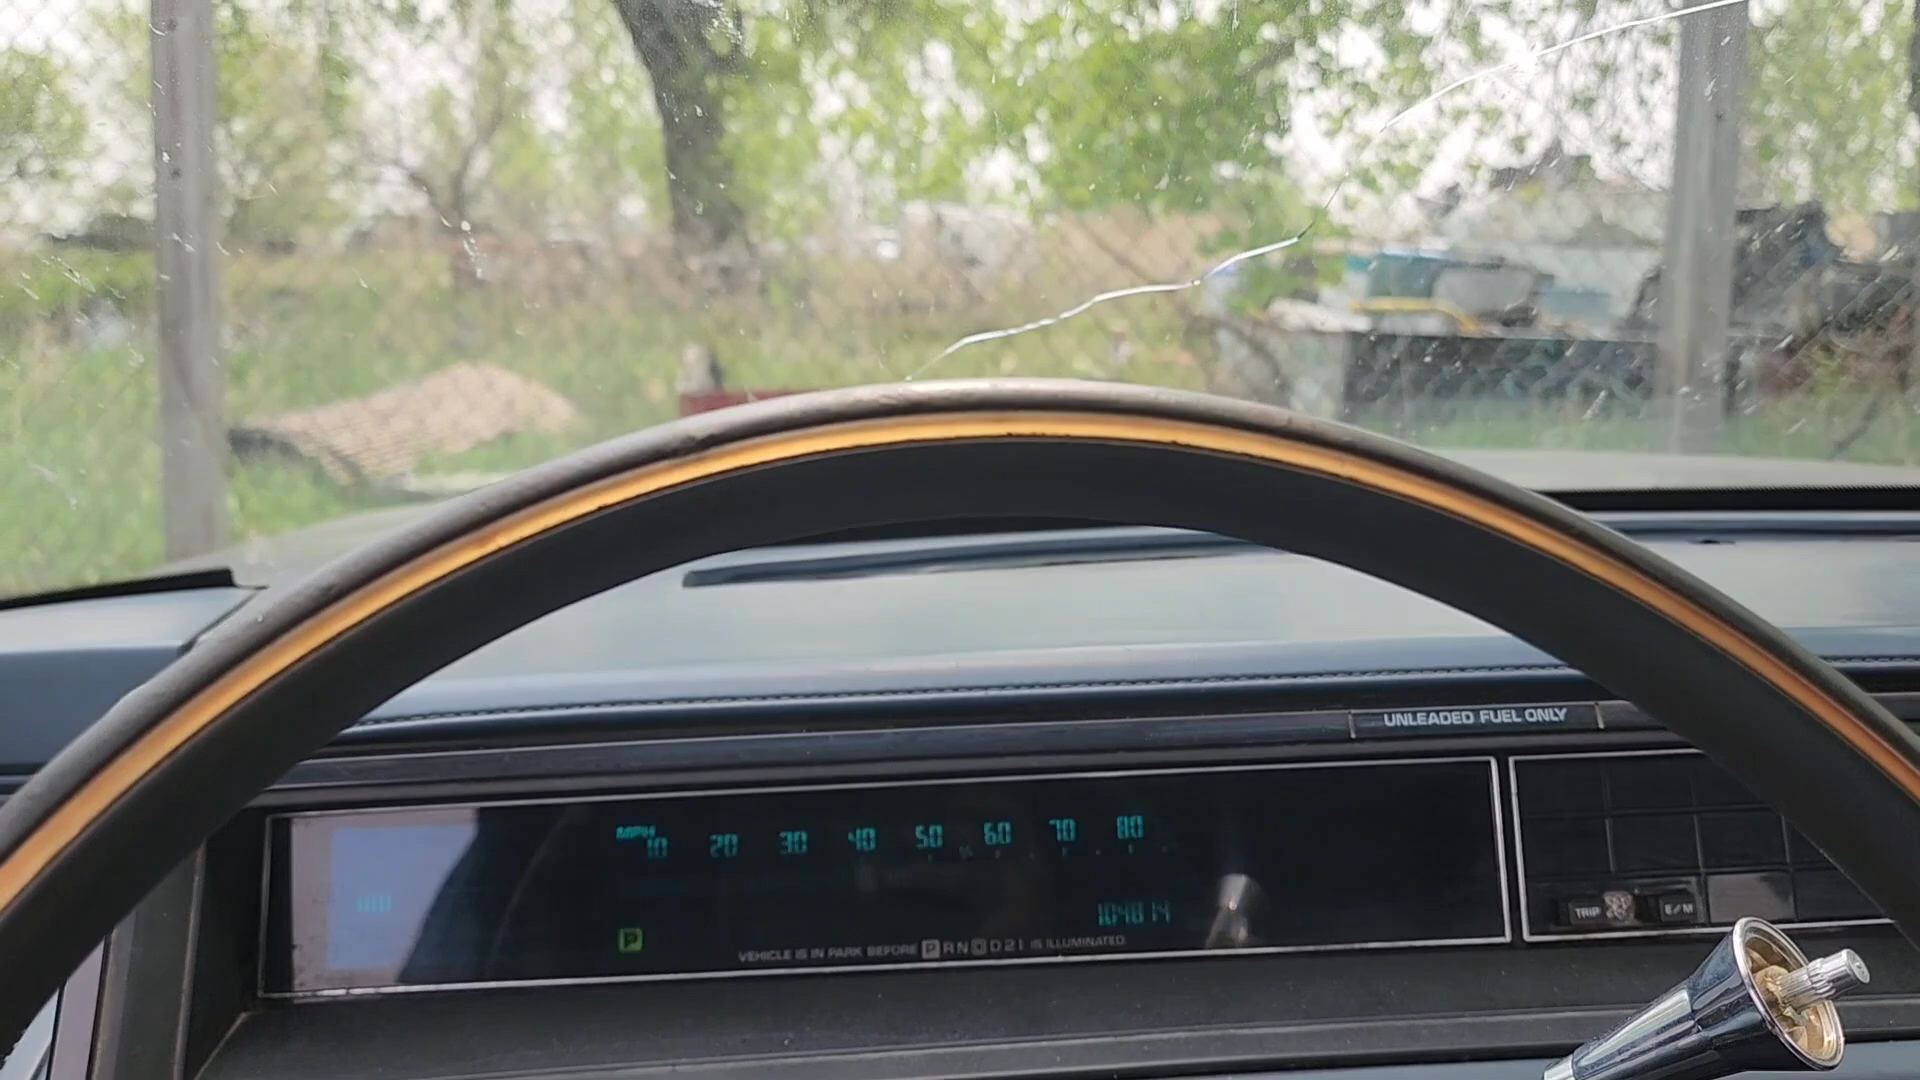 UNLEADED FUEL ONLY
MPH
10 20 30 40 50 60 70 80
TRIP E/M
104814
P
VEHICLE IS IN PARK BEFORE P R N D D 2 1 IS ILLUMINATED